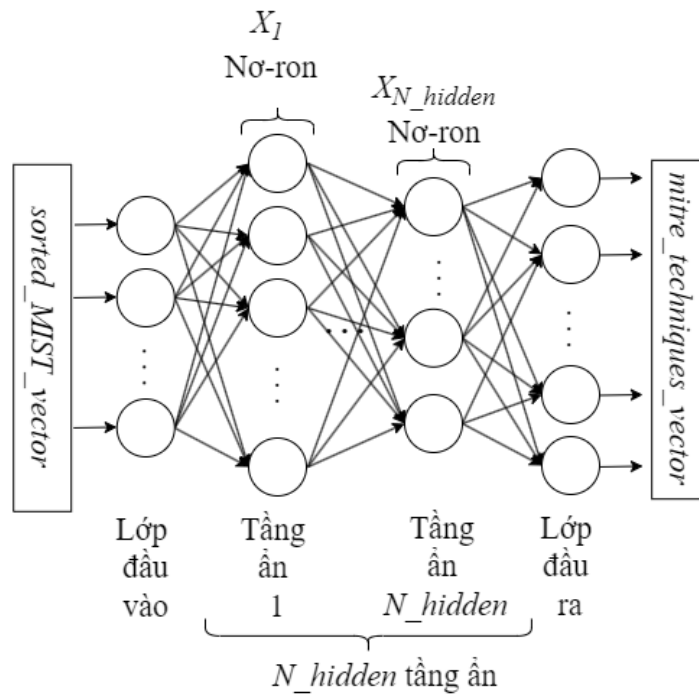 X1
Nơ-ron
XN_hidden
Nơ-ron
sorted_MIST_vector
mitre_techniques_vector
Lớp
đầu
vào
Tầng
ẩn
1
Tầng
ẩn
N_hidden
Lớp
đầu
ra
N_hidden tầng ẩn